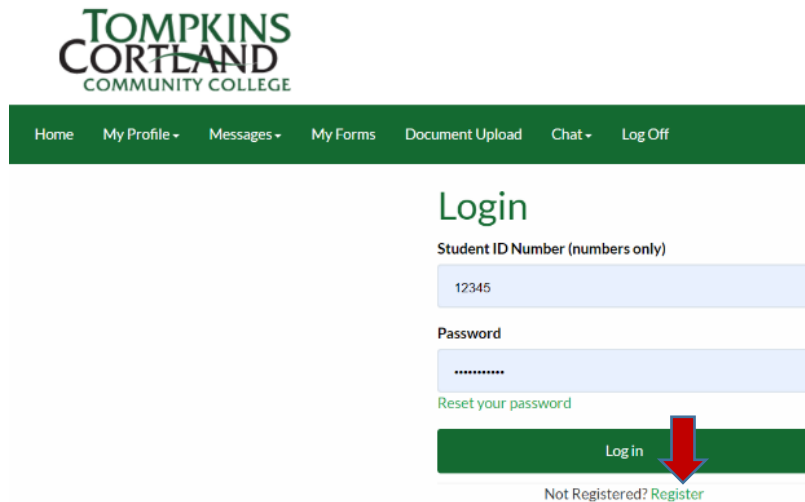 TOMPKINS
CORTLAND
COMMUNITY COLLEGE
Home My Profile Messages My Forms Document Upload Chat Log Off
Login
Student ID Number (numbers only)
12345
Password
•••••••••••
Reset your password
Log in
Not Registered? Register